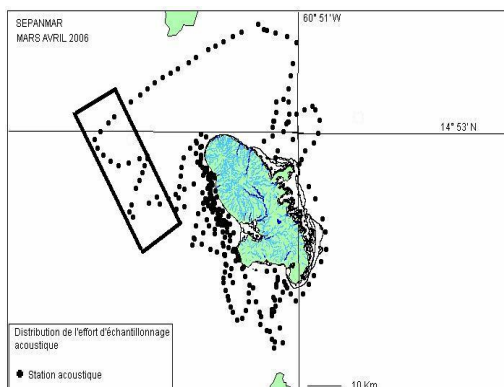 SEPANMAR
MARS AVRIL 2006
60° 51'W
14° 53' N
Distribution de l'effort d'échantillonnage
acoustique
Station acoustique
10 Km